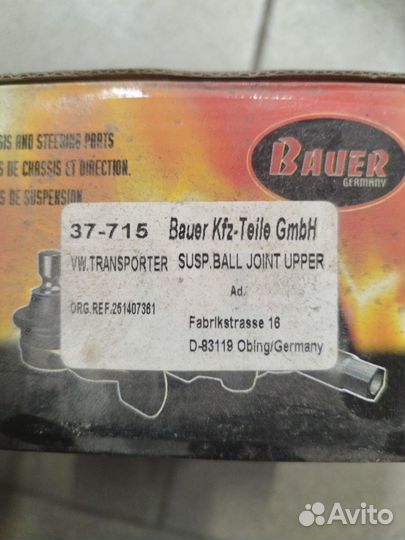 SIS AND STEERING PARTS
S DE CHASSIS ET DIRECTION.
S DE SUSPENSION.
BAUER
GERMANY
37-715 Bauer Kfz-Teile GmbH
VW.TRANSPORTER SUSP.BALL JOINT UPPER
Ad.
ORG.REF.251407361
Fabrikstrasse 16
D-83119 Obing/Germany
Avito